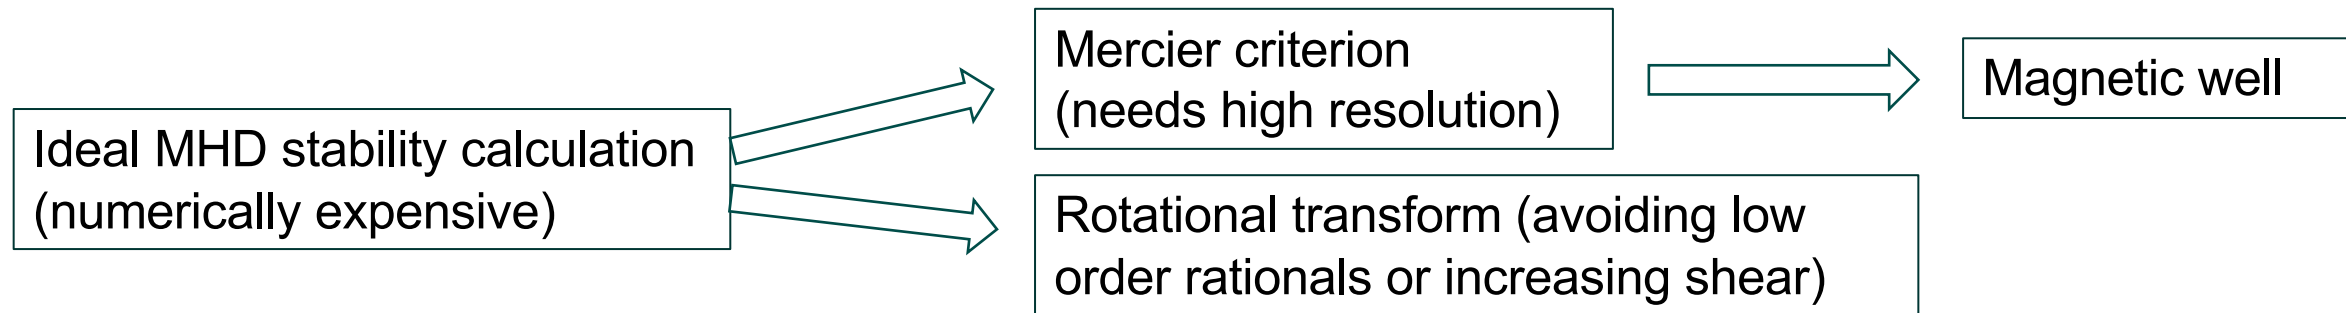 Ideal MHD stability calculation
(numerically expensive)
Mercier criterion
(needs high resolution)
Magnetic well
Rotational transform (avoiding low
order rationals or increasing shear)